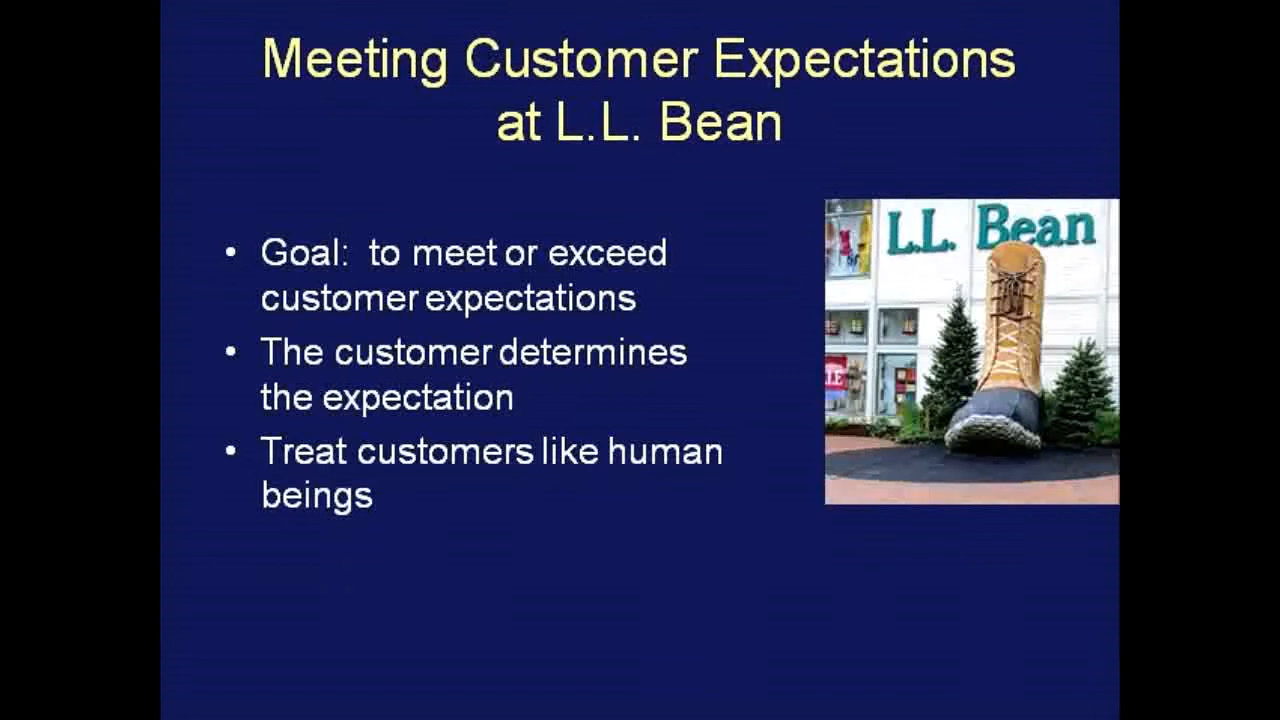 Meeting Customer Expectations
at L.L. Bean
• Goal:  to meet or exceed
customer expectations
• The customer determines
the expectation
• Treat customers like human
beings
L.L. Bean